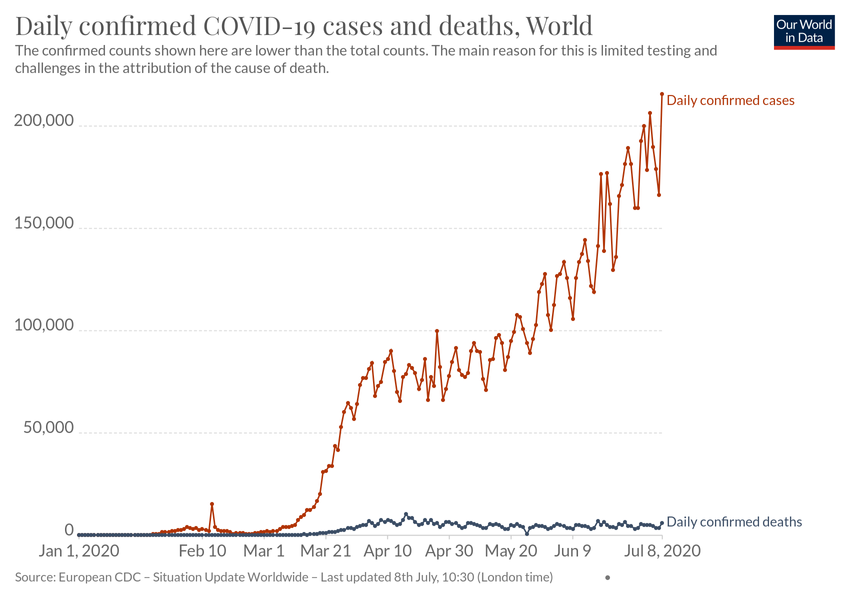 Daily confirmed COVID-19 cases and deaths, World
Our World
in Data
The confirmed counts shown here are lower than the total counts. The main reason for this is limited testing and
challenges in the attribution of the cause of death.
Daily confirmed cases
200,000
150,000
100,000
50,000
0
Daily confirmed deaths
Jan 1, 2020 Feb 10 Mar 1 Mar 21 Apr 10 Apr 30 May 20 Jun 9 Jul 8, 2020
Source: European CDC – Situation Update Worldwide – Last updated 8th July, 10:30 (London time) •